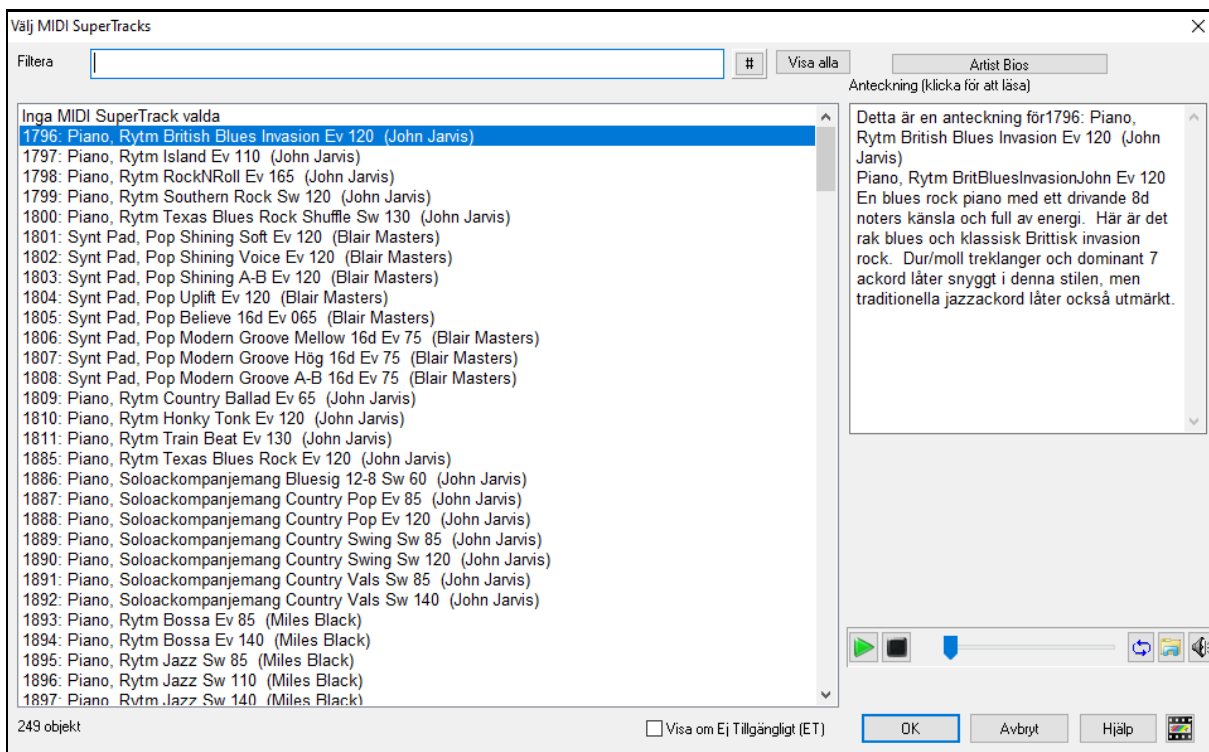 Välj MIDI SuperTracks
Filtera
#
Visa alla
Artist Bios
Anteckning (klicka för att läsa)
Inga MIDI SuperTrack valda
1796: Piano, Rytm British Blues Invasion Ev 120  (John Jarvis)
1797: Piano, Rytm Island Ev 110  (John Jarvis)
1798: Piano, Rytm RockNRoll Ev 165  (John Jarvis)
1799: Piano, Rytm Southern Rock Sw 120  (John Jarvis)
1800: Piano, Rytm Texas Blues Rock Shuffle Sw 130  (John Jarvis)
1801: Synt Pad, Pop Shining Soft Ev 120  (Blair Masters)
1802: Synt Pad, Pop Shining Voice Ev 120  (Blair Masters)
1803: Synt Pad, Pop Shining A-B Ev 120  (Blair Masters)
1804: Synt Pad, Pop Uplift Ev 120  (Blair Masters)
1805: Synt Pad, Pop Believe 16d Ev 065  (Blair Masters)
1806: Synt Pad, Pop Modern Groove Mellow 16d Ev 75  (Blair Masters)
1807: Synt Pad, Pop Modern Groove Hög 16d Ev 75  (Blair Masters)
1808: Synt Pad, Pop Modern Groove A-B 16d Ev 75  (Blair Masters)
1809: Piano, Rytm Country Ballad Ev 65  (John Jarvis)
1810: Piano, Rytm Honky Tonk Ev 120  (John Jarvis)
1811: Piano, Rytm Train Beat Ev 130  (John Jarvis)
1885: Piano, Rytm Texas Blues Rock Ev 120  (John Jarvis)
1886: Piano, Soloackompanjemang Bluesig 12-8 Sw 60  (John Jarvis)
1887: Piano, Soloackompanjemang Country Pop Ev 85  (John Jarvis)
1888: Piano, Soloackompanjemang Country Pop Ev 120  (John Jarvis)
1889: Piano, Soloackompanjemang Country Swing Sw 85  (John Jarvis)
1890: Piano, Soloackompanjemang Country Swing Sw 120  (John Jarvis)
1891: Piano, Soloackompanjemang Country Vals Sw 85  (John Jarvis)
1892: Piano, Soloackompanjemang Country Vals Sw 140  (John Jarvis)
1893: Piano, Rytm Bossa Ev 85  (Miles Black)
1894: Piano, Rytm Bossa Ev 140  (Miles Black)
1895: Piano, Rytm Jazz Sw 85  (Miles Black)
1896: Piano, Rytm Jazz Sw 110  (Miles Black)
1897: Piano, Rytm Jazz Sw 140  (Miles Black)
Detta är en anteckning för1796: Piano,
Rytm British Blues Invasion Ev 120  (John
Jarvis)
Piano, Rytm BritBluesInvasionJohn Ev 120
En blues rock piano med ett drivande 8d
noters känsla och full av energi.  Här är det
rak blues och klassisk Brittisk invasion
rock.  Dur/moll treklanger och dominant 7
ackord låter snyggt i denna stilen, men
traditionella jazzackord låter också utmärkt.
249 objekt
Visa om Ej Tillgängligt (ET)
OK
Avbryt
Hjälp